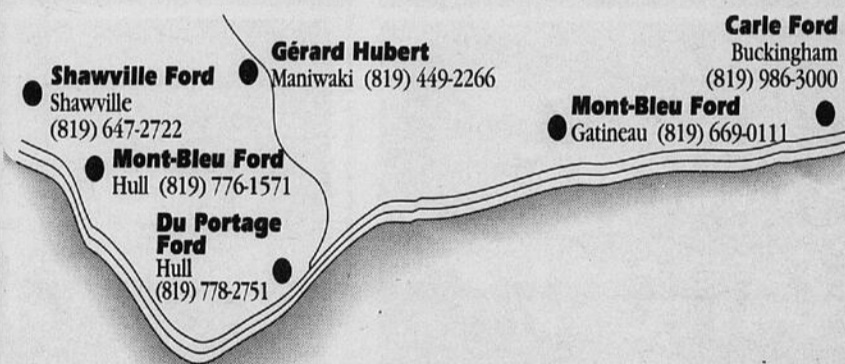 Shawville Ford
Shawville
(819) 647-2722
Mont-Bleu Ford
Hull (819) 776-1571
Du Portage
Ford
Hull
(819) 778-2751
Gérard Hubert
Maniwaki (819) 449-2266
Mont-Bleu Ford
Gatineau (819) 669-0111
Carle Ford
Buckingham
(819) 986-3000